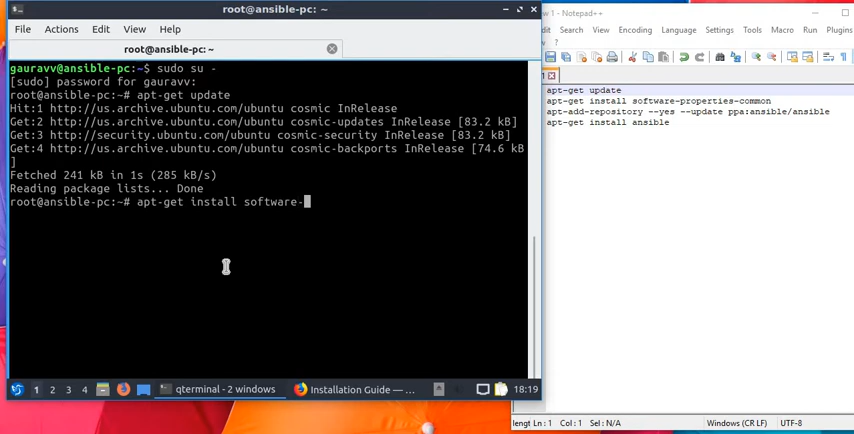 root@ansible-pc: ~
File Actions Edit View Help
root@ansible-pc: ~
gauravv@ansible-pc:~$ sudo su -
[sudo] password for gauravv:
root@ansible-pc:~# apt-get update
Hit:1 http://us.archive.ubuntu.com/ubuntu cosmic InRelease
Get:2 http://us.archive.ubuntu.com/ubuntu cosmic-updates InRelease [83.2 kB]
Get:3 http://security.ubuntu.com/ubuntu cosmic-security InRelease [83.2 kB]
Get:4 http://us.archive.ubuntu.com/ubuntu cosmic-backports InRelease [74.6 kB
]
Fetched 241 kB in 1s (285 kB/s)
Reading package lists... Done
root@ansible-pc:~# apt-get install software-
1 2 3 4 qterminal - 2 windows Installation Guide — ... 18:19
w 1 - Notepad++
Search View Encoding Language Settings Tools Macro Run Plugins
?
1
apt-get update
apt-get install software-properties-common
apt-add-repository --yes --update ppa:ansible/ansible
apt-get install ansible
lengt Ln : 1 Col : 1 Sel : N/A Windows (CR LF) UTF-8